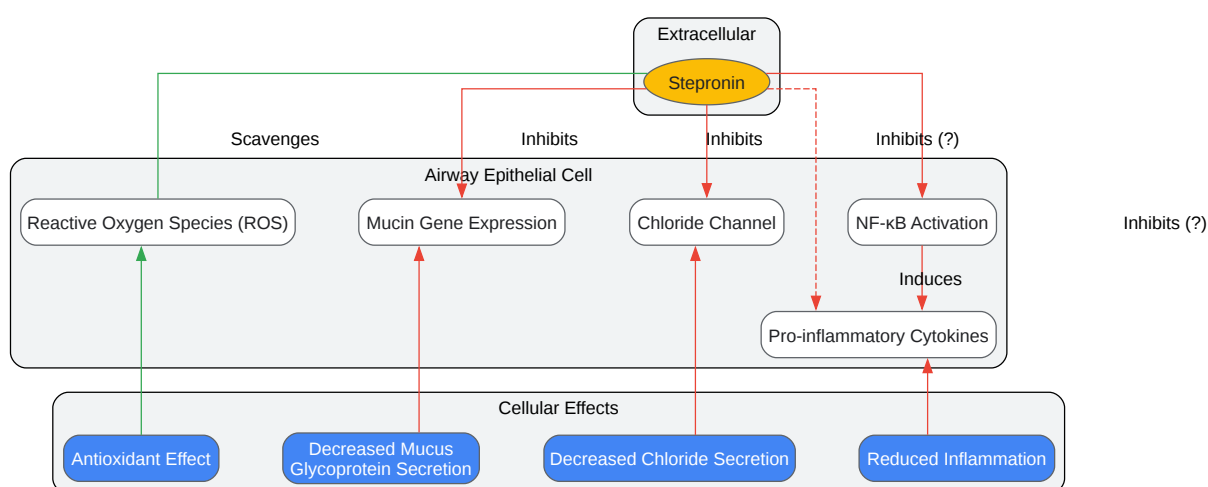 Extracellular
Stepronin
Scavenges
Inhibits
Inhibits
Inhibits (?)
Airway Epithelial Cell
Reactive Oxygen Species (ROS)
Mucin Gene Expression
Chloride Channel
NF-κB Activation
Inhibits (?)
Induces
Pro-inflammatory Cytokines
Cellular Effects
Antioxidant Effect
Decreased Mucus
Glycoprotein Secretion
Decreased Chloride Secretion
Reduced Inflammation